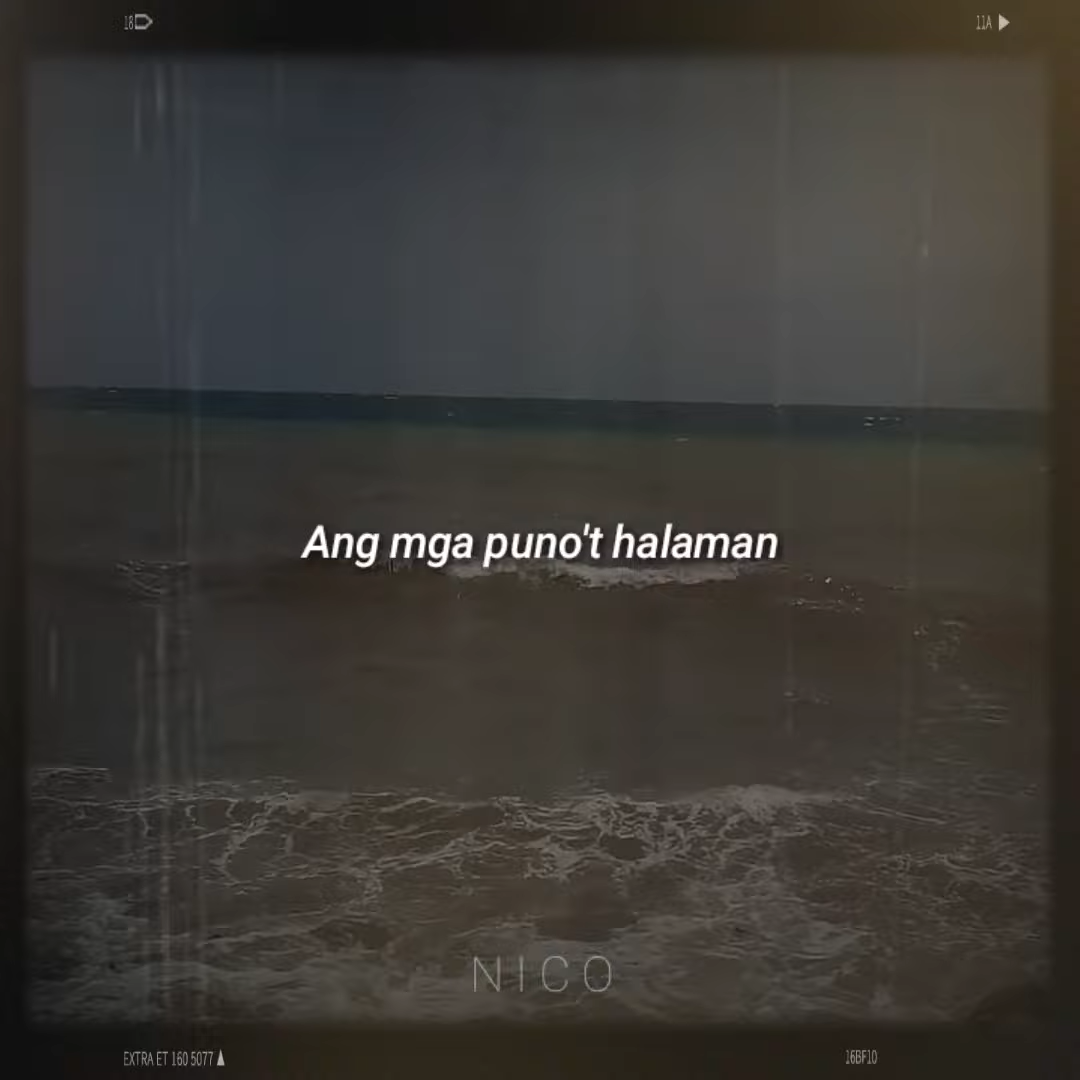 18
11A
Ang mga puno't halaman
NICO
EXTRA ET 160 5077
16BF10